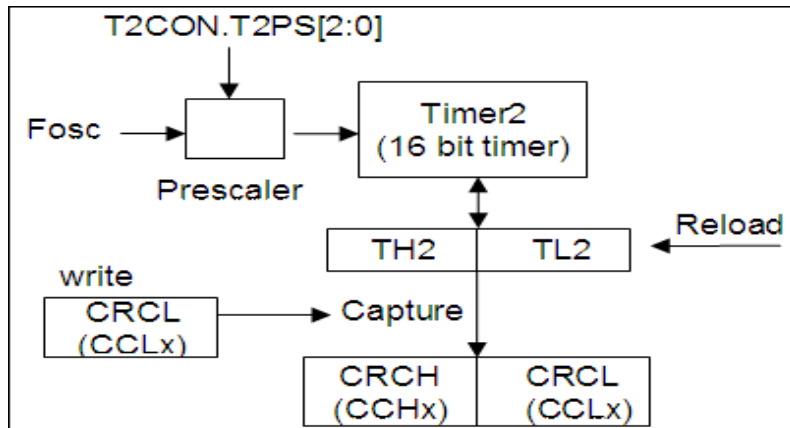 T2CON.T2PS[2:0]
Fosc
Prescaler
Timer2
(16 bit timer)
TH2
TL2
Reload
write
CRCL
(CCLx)
Capture
CRCH
(CCHx)
CRCL
(CCLx)